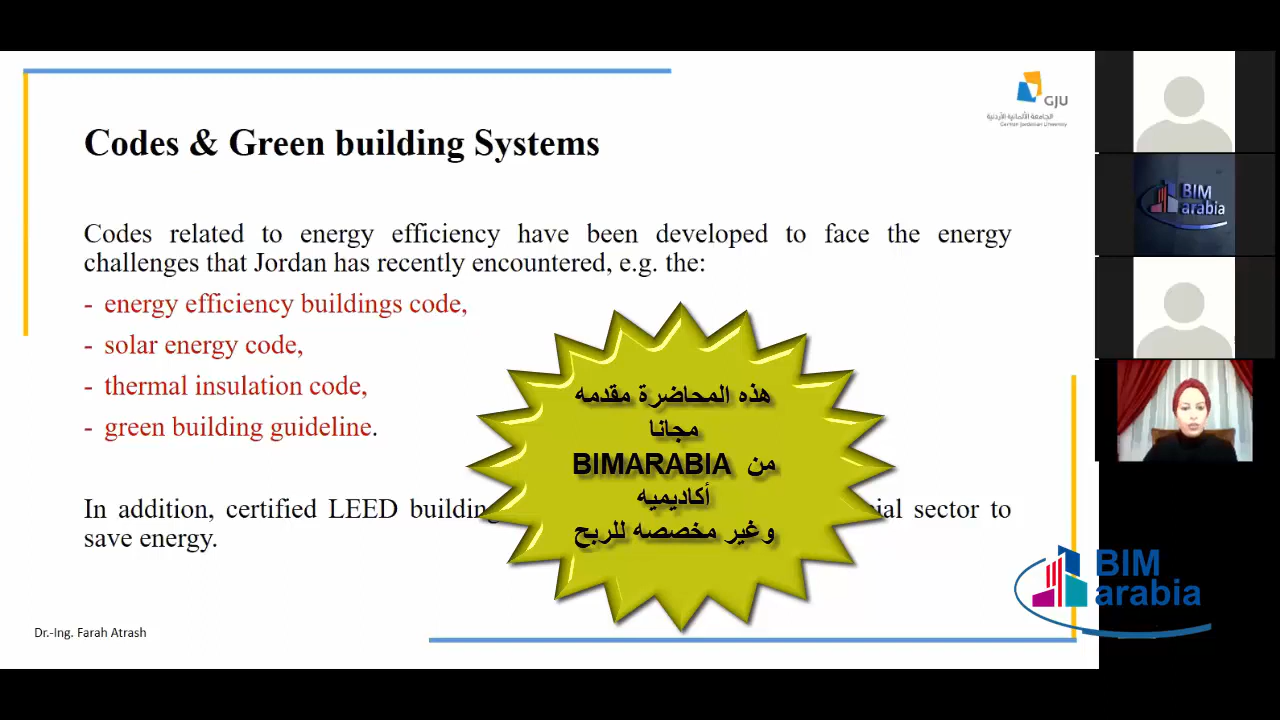 GJU
الجامعة الألمانية الأردنية
German Jordanian University
Codes & Green building Systems
Codes related to energy efficiency have been developed to face the energy
challenges that Jordan has recently encountered, e.g. the:
- energy efficiency buildings code,
- solar energy code,
- thermal insulation code,
- green building guideline.
In addition, certified LEED building
sector to
save energy.
هذه المحاضرة مقدمه
مجانا
من BIMARABIA
أكاديميه
وغير مخصصه للربح
Dr.-Ing. Farah Atrash
BIM
arabia
BIM
arabia